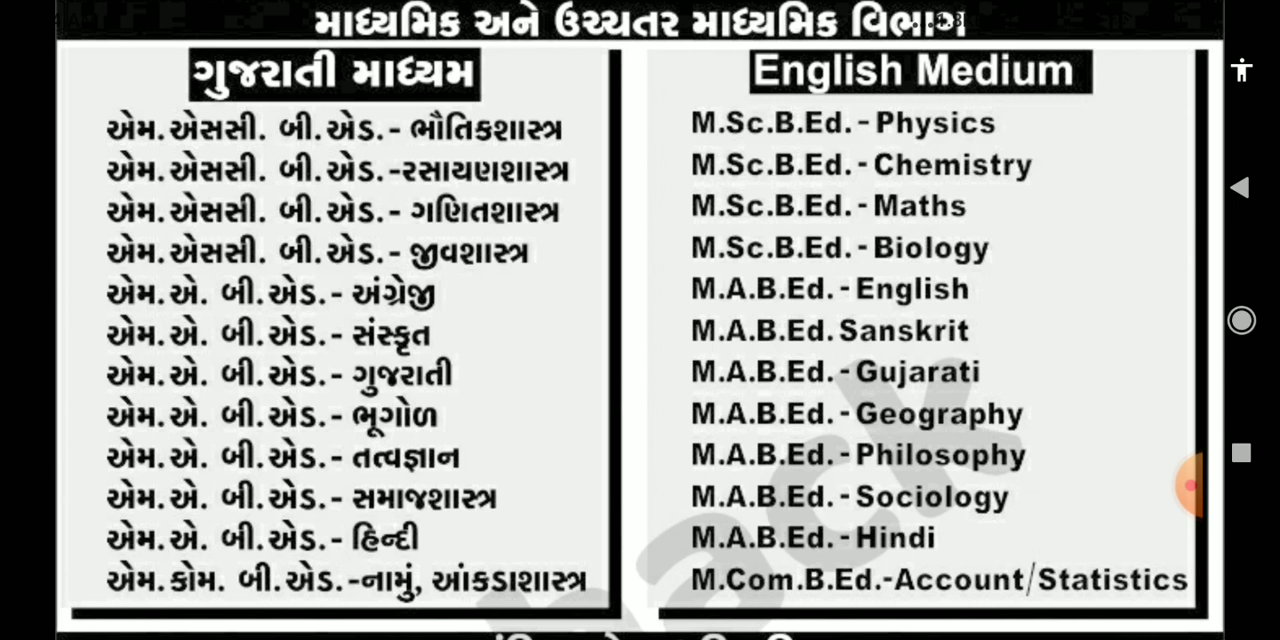 માધ્યમિક અને ઉચ્ચતર માધ્યમિક વિભાગ
ગુજરાતી માધ્યમ
એમ.એસસી. બી.એડ.- ભૌતિકશાસ્ત્ર
એમ.એસસી. બી.એડ.-રસાયણશાસ્ત્ર
એમ.એસસી. બી.એડ.- ગણિતશાસ્ત્ર
એમ.એસસી. બી.એડ.- જીવશાસ્ત્ર
એમ.એ. બી.એડ.- અંગ્રેજી
એમ.એ. બી.એડ.- સંસ્કૃત
એમ.એ. બી.એડ.- ગુજરાતી
એમ.એ. બી.એડ.- ભૂગોળ
એમ.એ. બી.એડ.- તત્વજ્ઞાન
એમ.એ. બી.એડ.- સમાજશાસ્ત્ર
એમ.એ. બી.એડ.- હિન્દી
એમ.કોમ. બી.એડ.-નામું, આંકડાશાસ્ત્ર
English Medium
M.Sc.B.Ed. - Physics
M.Sc.B.Ed. - Chemistry
M.Sc.B.Ed. - Maths
M.Sc.B.Ed. - Biology
M.A.B.Ed. - English
M.A.B.Ed. Sanskrit
M.A.B.Ed. - Gujarati
M.A.B.Ed. - Geography
M.A.B.Ed. - Philosophy
M.A.B.Ed. - Sociology
M.A.B.Ed. - Hindi
M.Com.B.Ed.-Account/Statistics
hack